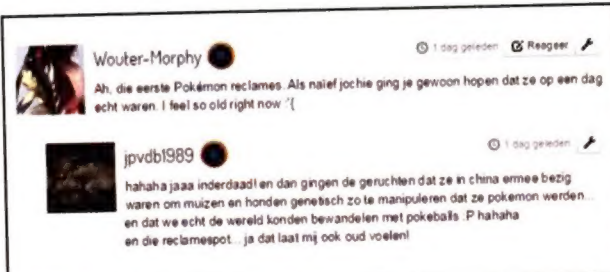 Wouter-Morphy
1 dag geleden Reageer
Ah, die eerste Pokémon reclames. Als naïef jochie ging je gewoon hopen dat ze op een dag
echt waren. I feel so old right now :'{
jpvdb1989
1 dag geleden
hahaha jaaa inderdaad! en dan gingen de geruchten dat ze in china ermee bezig
waren om muizen en honden genetisch zo te manipuleren dat ze pokemon werden...
en dat we echt de wereld konden bewandelen met pokeballs :P hahaha
en die reclamespot... ja dat laat mij ook oud voelen!